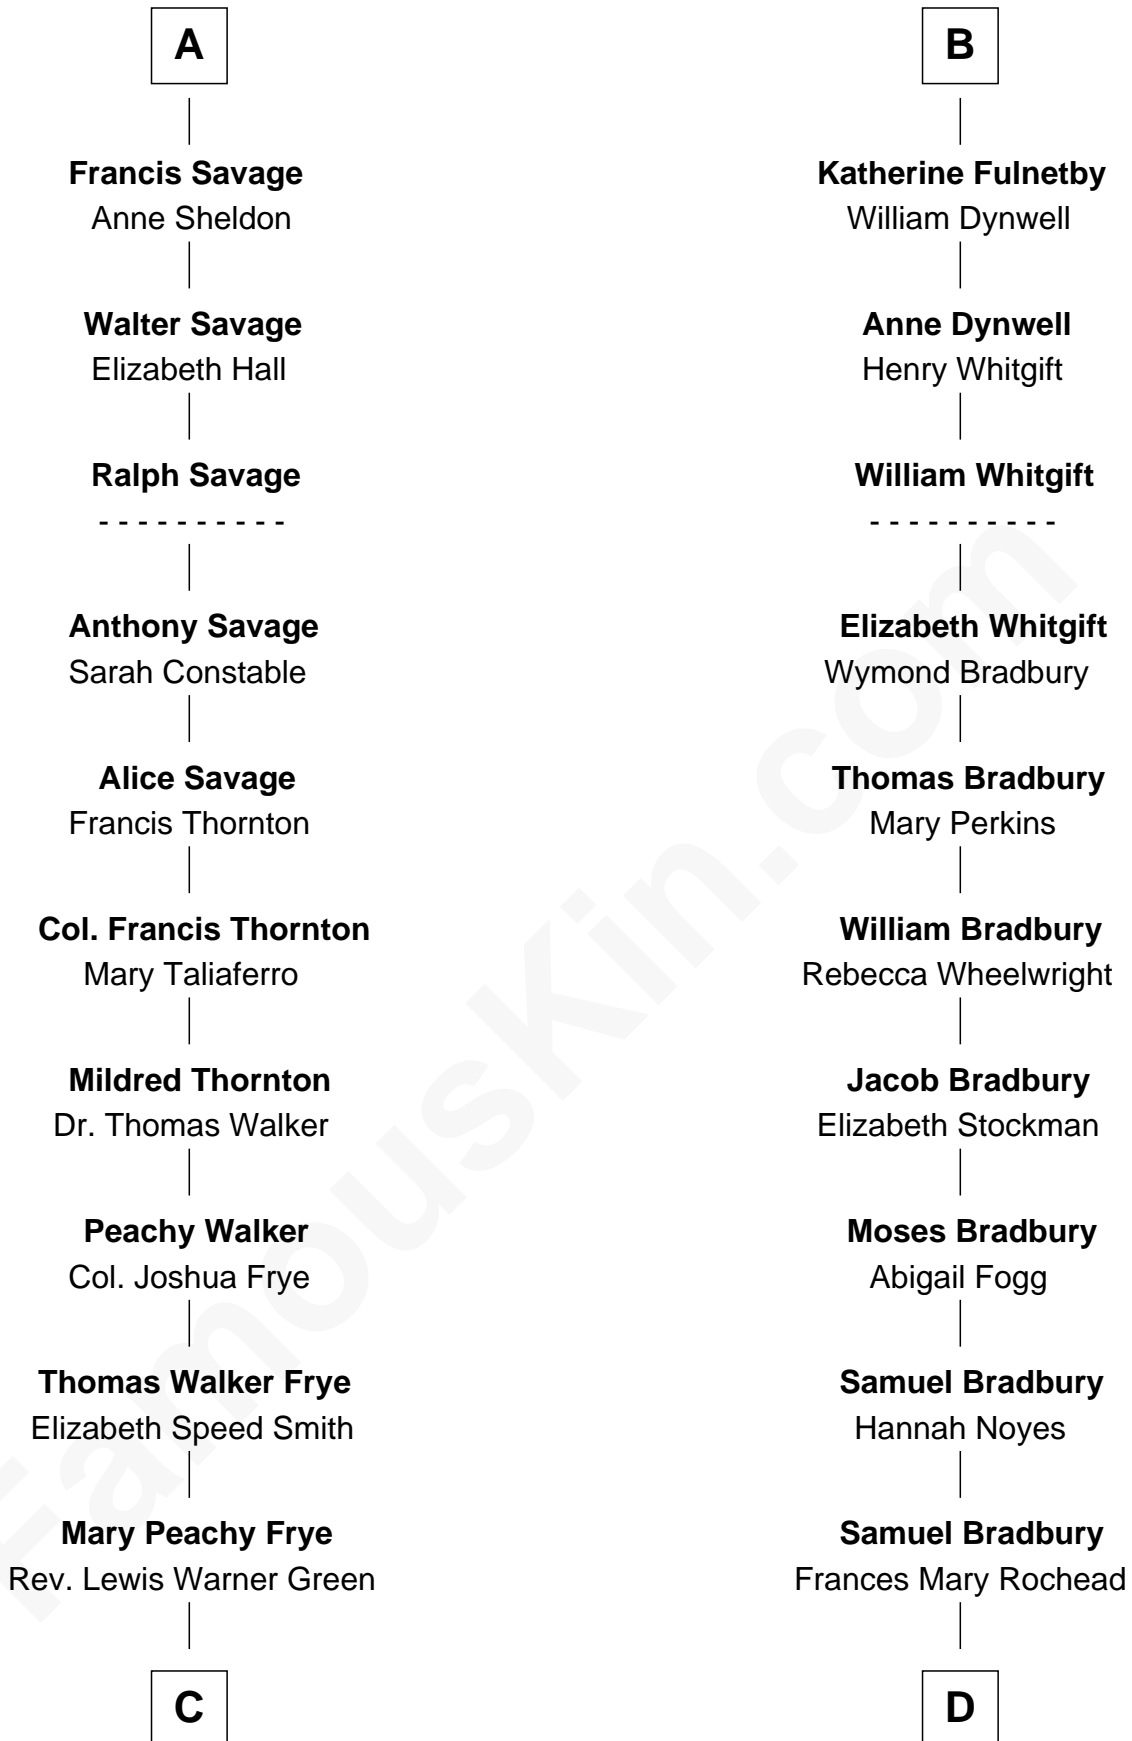 A
B
Francis Savage
Anne Sheldon
Katherine Fulnetby
William Dynwell
Walter Savage
Elizabeth Hall
Anne Dynwell
Henry Whitgift
Ralph Savage
- - - - - - - - - -
William Whitgift
- - - - - - - - - -
Anthony Savage
Sarah Constable
Elizabeth Whitgift
Wymond Bradbury
Alice Savage
Francis Thornton
Thomas Bradbury
Mary Perkins
Col. Francis Thornton
Mary Taliaferro
William Bradbury
Rebecca Wheelwright
Mildred Thornton
Dr. Thomas Walker
Jacob Bradbury
Elizabeth Stockman
Peachy Walker
Col. Joshua Frye
Moses Bradbury
Abigail Fogg
Thomas Walker Frye
Elizabeth Speed Smith
Samuel Bradbury
Hannah Noyes
Mary Peachy Frye
Rev. Lewis Warner Green
Samuel Bradbury
Frances Mary Rochead
C
D
FamousKin.com